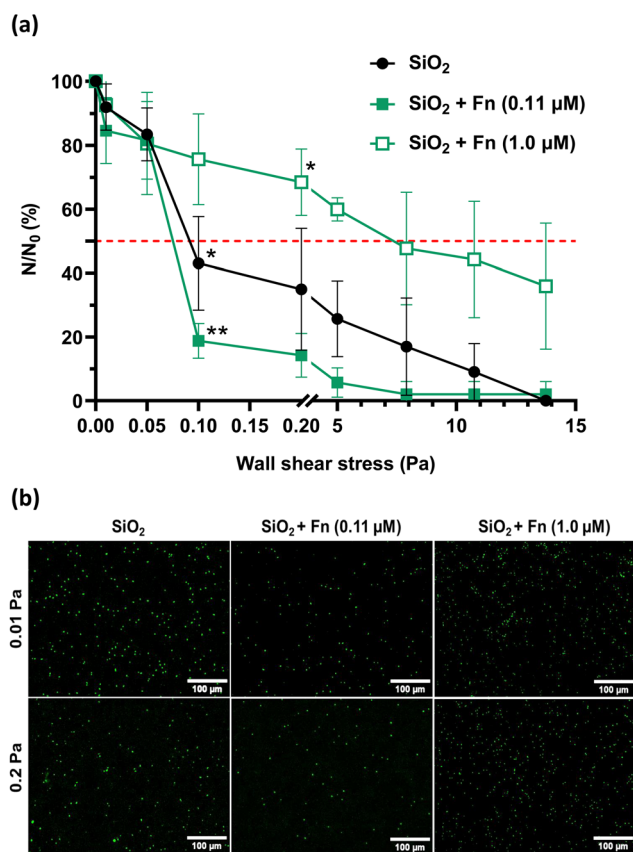 (a)
SiO₂
SiO₂ + Fn (0.11 µM)
SiO₂ + Fn (1.0 µM)
N/N₀ (%)
100
80
60
40
20
0
*
*
**
0.00 0.05 0.10 0.15 0.20 5 10 15
Wall shear stress (Pa)
(b)
SiO₂ SiO₂ + Fn (0.11 µM) SiO₂ + Fn (1.0 µM)
0.01 Pa
100 µm 100 µm 100 µm
0.2 Pa
100 µm 100 µm 100 µm